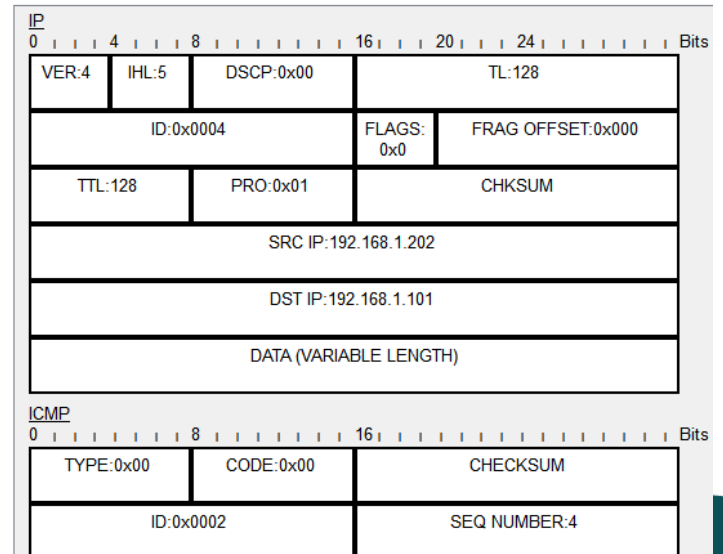 IP
0 4 8 16 20 24 Bits
VER:4 IHL:5 DSCP:0x00 TL:128
ID:0x0004 FLAGS: 0x0 FRAG OFFSET:0x000
TTL:128 PRO:0x01 CHKSUM
SRC IP:192.168.1.202
DST IP:192.168.1.101
DATA (VARIABLE LENGTH)
ICMP
0 8 16 Bits
TYPE:0x00 CODE:0x00 CHECKSUM
ID:0x0002 SEQ NUMBER:4